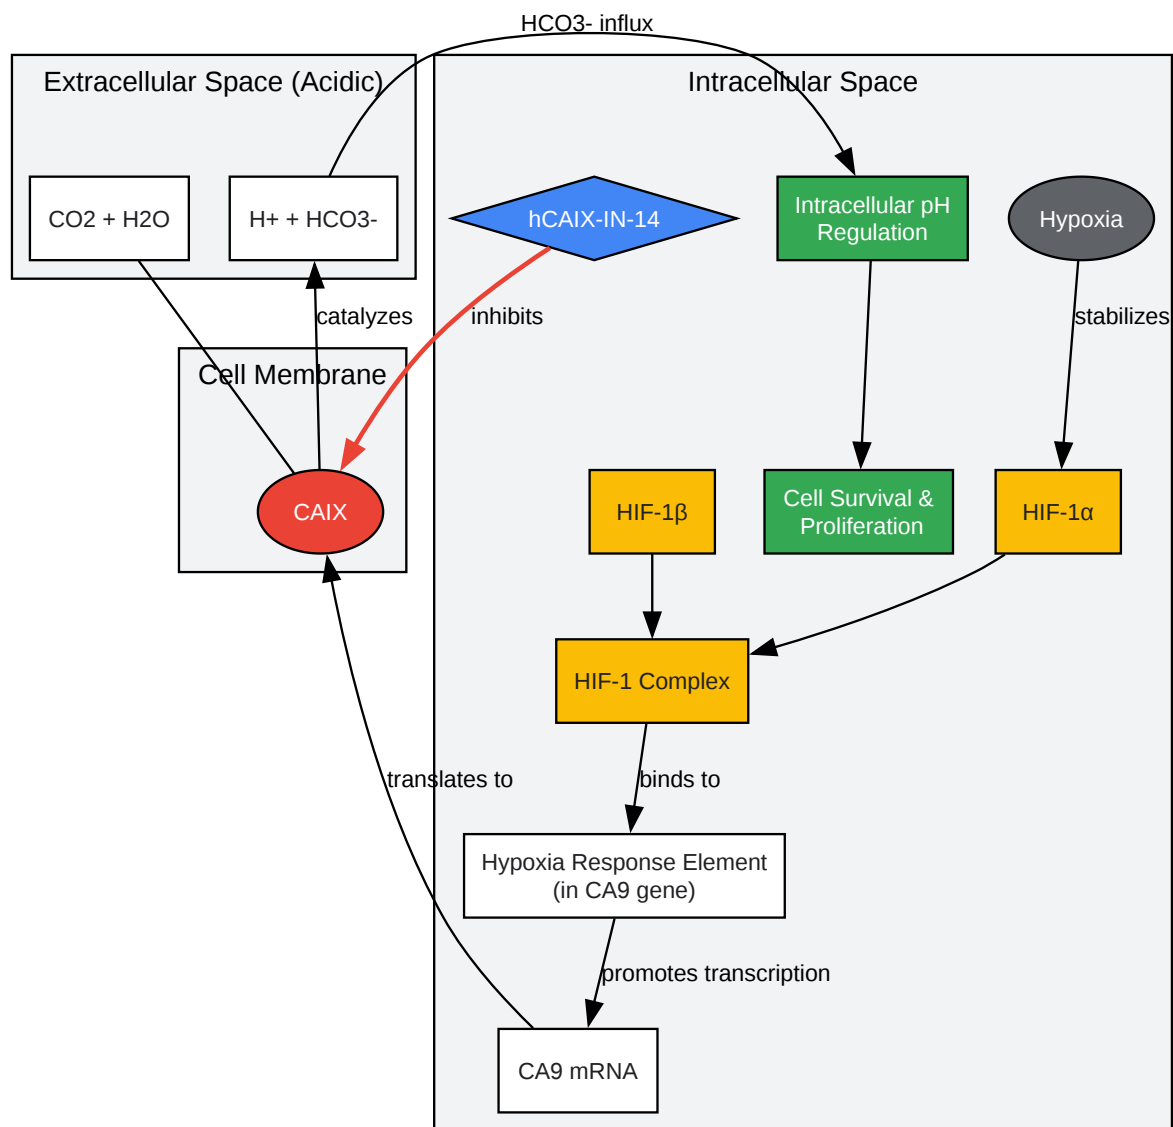 HCO3- influx
Extracellular Space (Acidic)
Intracellular Space
CO2 + H2O
H+ + HCO3-
hCAIX-IN-14
Intracellular pH
Regulation
Hypoxia
catalyzes
inhibits
stabilizes
Cell Membrane
CAIX
HIF-1β
Cell Survival &
Proliferation
HIF-1α
HIF-1 Complex
translates to
binds to
Hypoxia Response Element
(in CA9 gene)
promotes transcription
CA9 mRNA